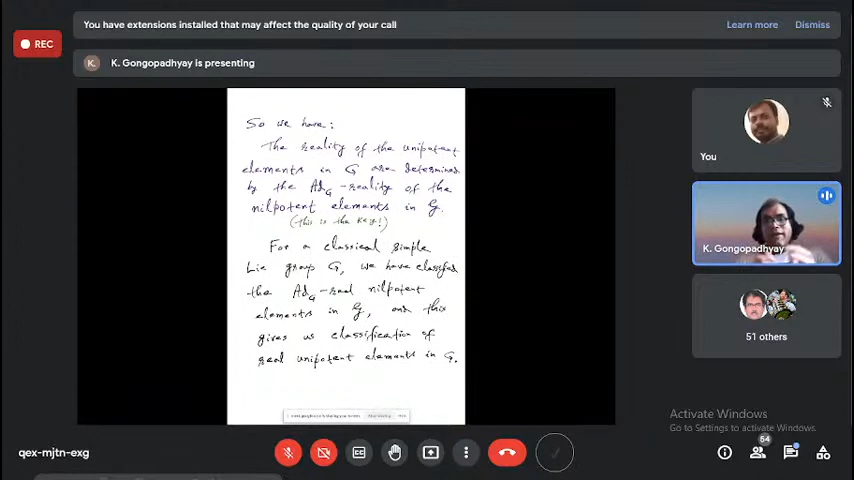 You have extensions installed that may affect the quality of your call
Learn more
Dismiss
REC
K.
K. Gongopadhyay is presenting
So we have:
The reality of the unipotent
elements in G are determined
by the Ad_G-reality of the
nilpotent elements in 𝔤.
(This is the key!)
For a classical simple
Lie group G, we have classified
the Ad_G-real nilpotent
elements in 𝔤, and this
gives us classification of
real unipotent elements in G.
You
K. Gongopadhyay
51 others
Activate Windows
Go to Settings to activate Windows.
qex-mjtn-exg
64